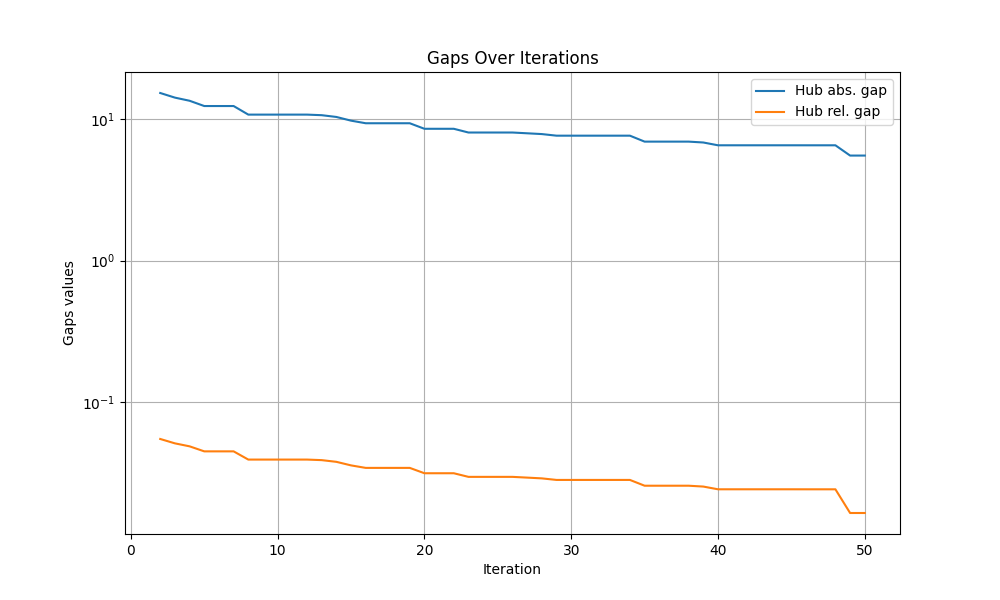 Gaps Over Iterations
Hub abs. gap
Hub rel. gap
10¹
10⁰
10⁻¹
Gaps values
0 10 20 30 40 50
Iteration